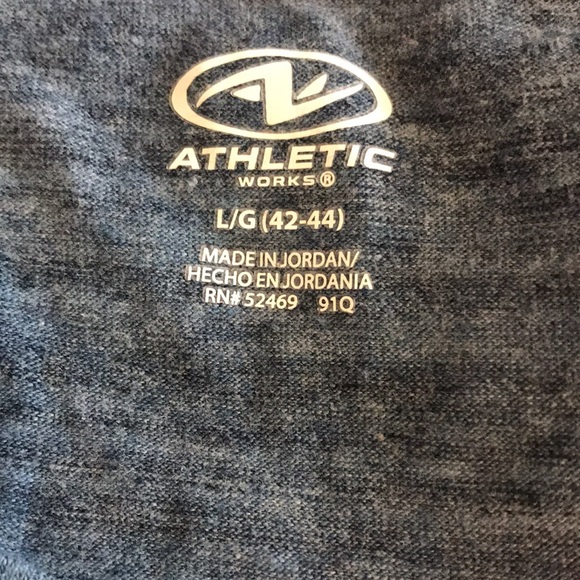 ATHLETIC
WORKS®
L/G (42-44)
MADE IN JORDAN/
HECHO EN JORDANIA
RN# 52469 91Q